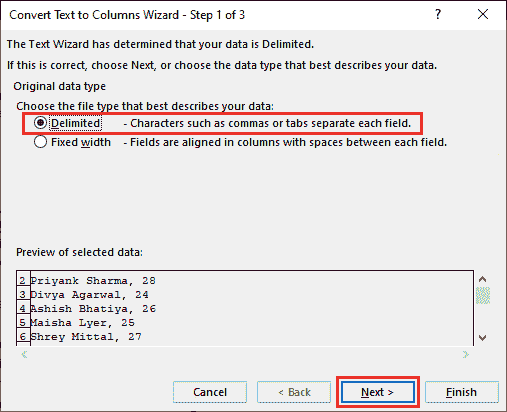 Convert Text to Columns Wizard - Step 1 of 3
The Text Wizard has determined that your data is Delimited.
If this is correct, choose Next, or choose the data type that best describes your data.
Original data type
Choose the file type that best describes your data:
Delimited - Characters such as commas or tabs separate each field.
Fixed width - Fields are aligned in columns with spaces between each field.
Preview of selected data:
2 Priyank Sharma, 28
3 Divya Agarwal, 24
4 Ashish Bhatiya, 26
5 Maisha Lyer, 25
6 Shrey Mittal, 27
Cancel < Back Next > Finish